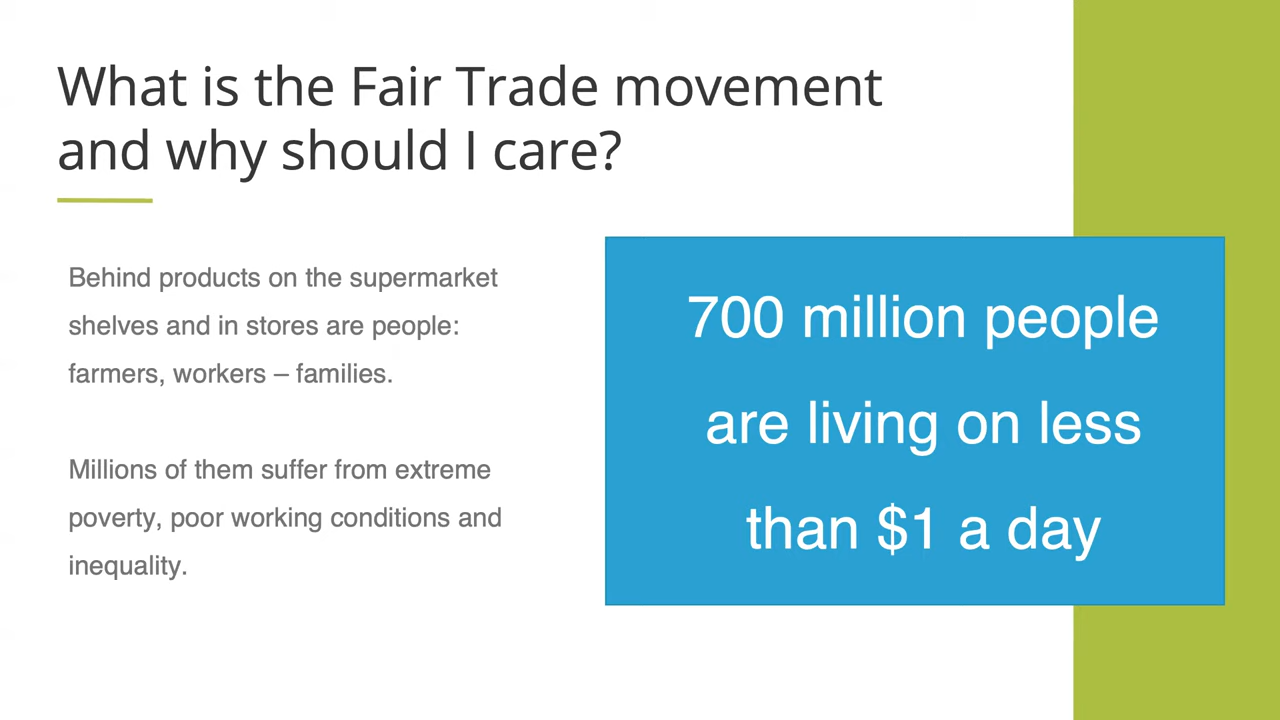 What is the Fair Trade movement
and why should I care?
Behind products on the supermarket
shelves and in stores are people:
farmers, workers – families.
Millions of them suffer from extreme
poverty, poor working conditions and
inequality.
700 million people
are living on less
than $1 a day